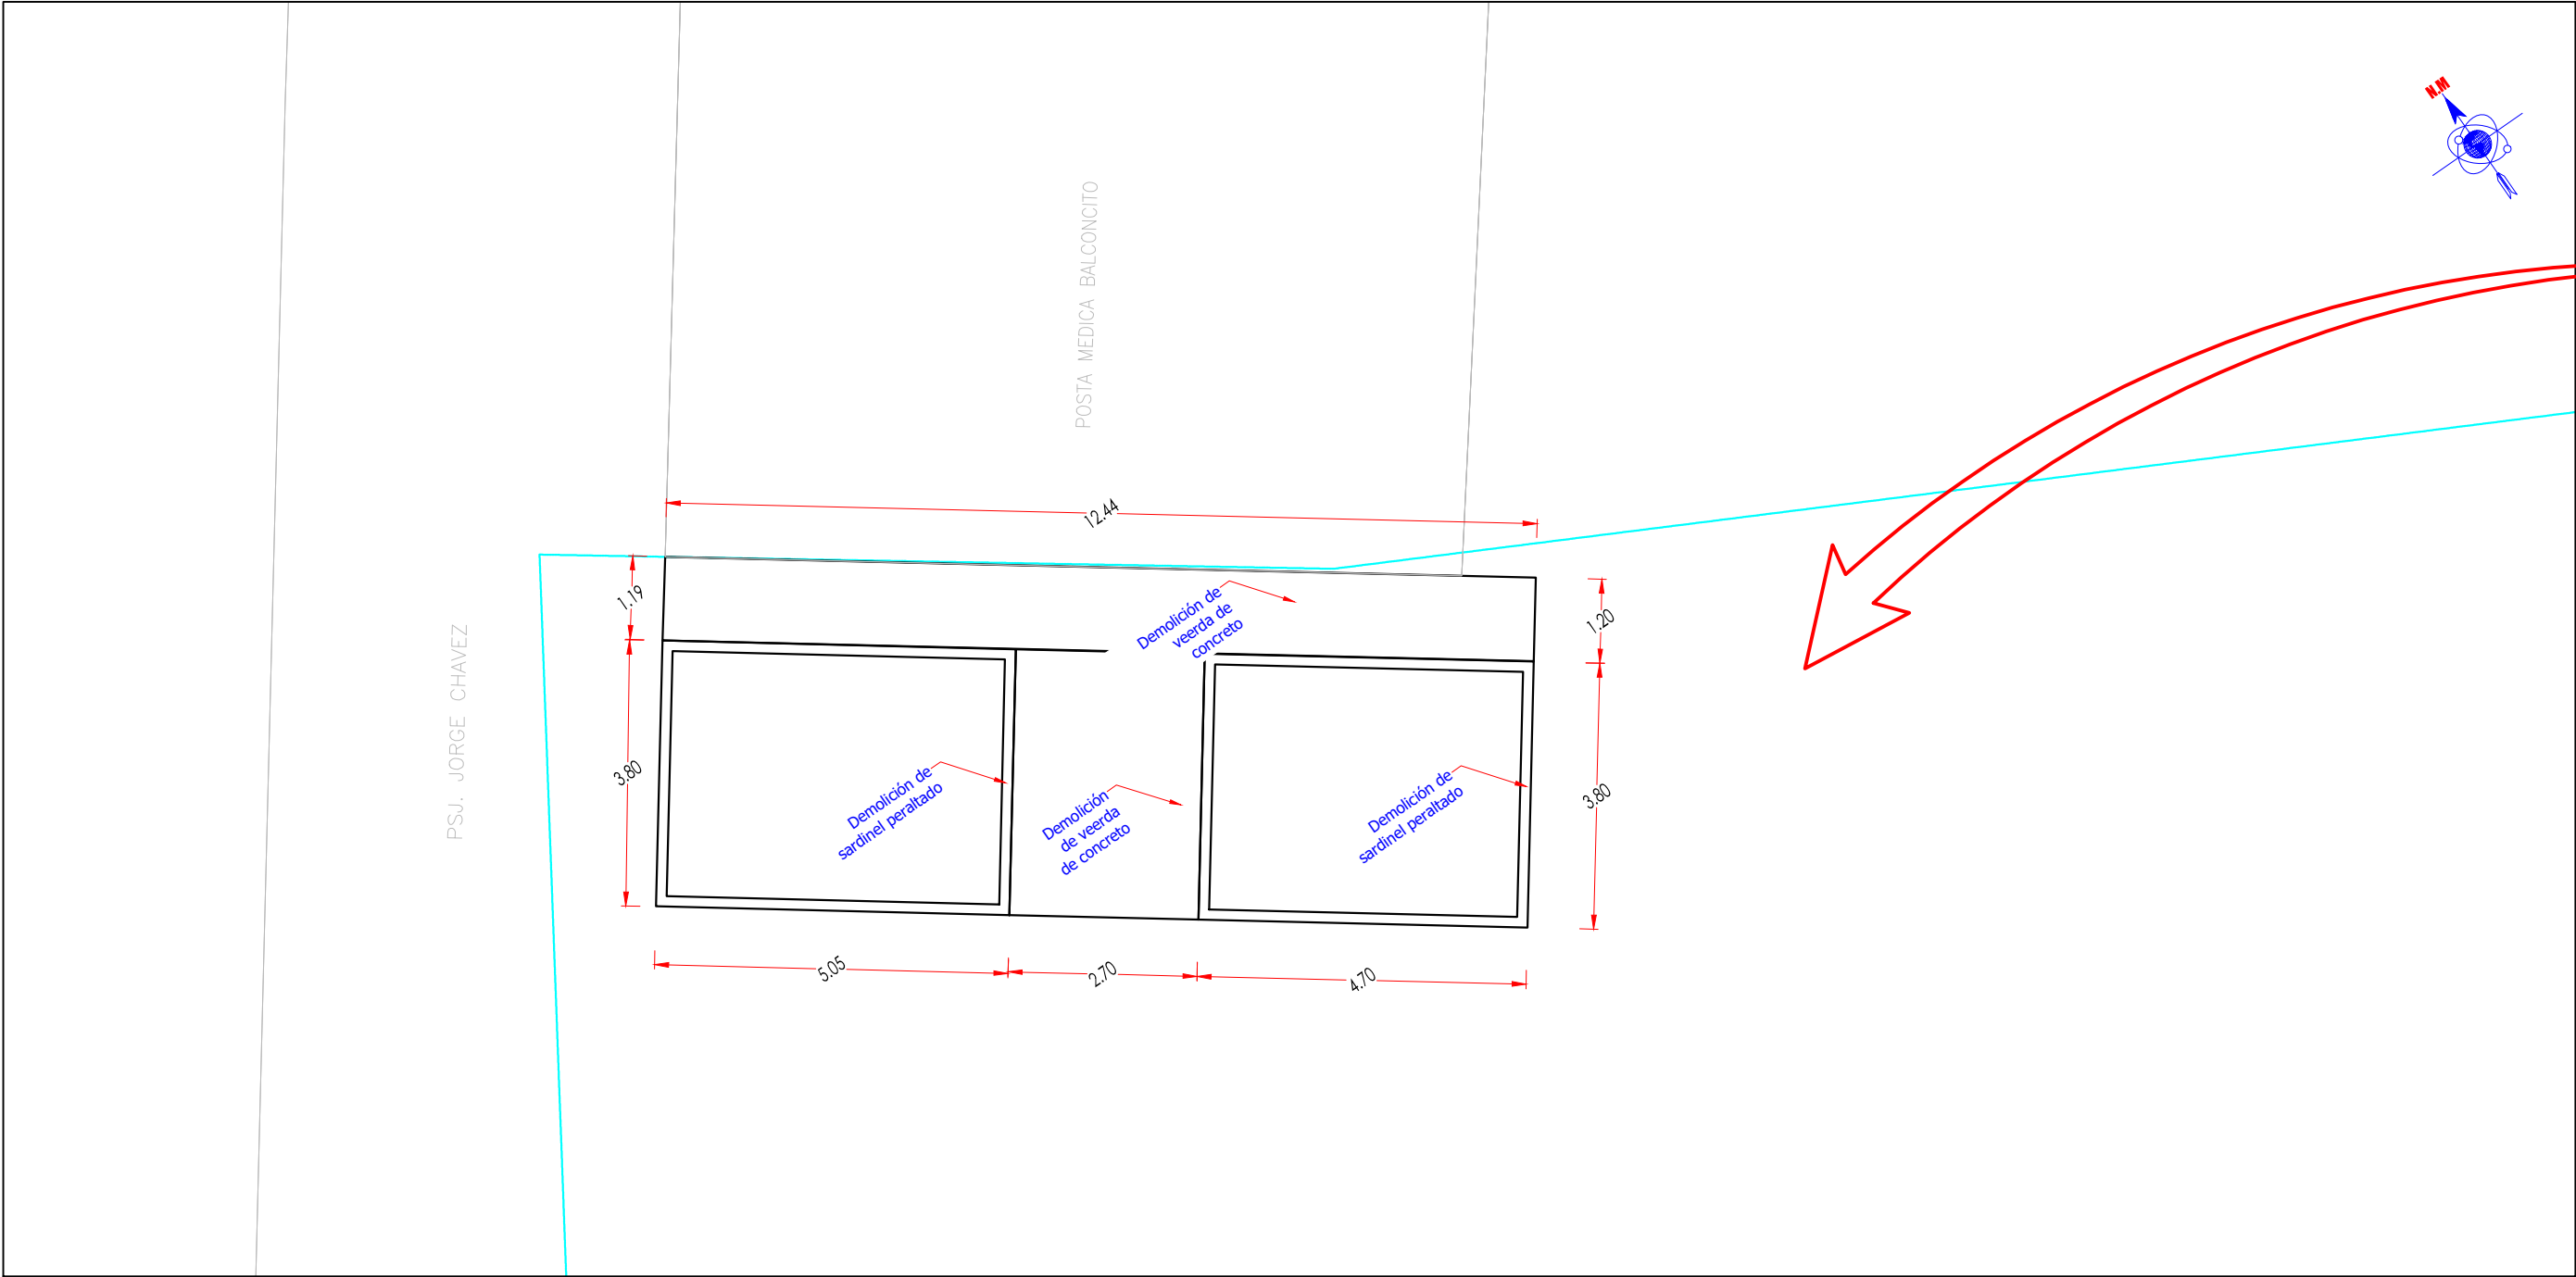 N.M
POSTA MEDICA BALCONCITO
12.44
1.19
Demolición de
veerda de
concreto
1.20
PSJ. JORGE CHAVEZ
3.80
Demolición de
sardinel peraltado
Demolición
de veerda
de concreto
Demolición de
sardinel peraltado
3.80
5.05
2.70
4.70